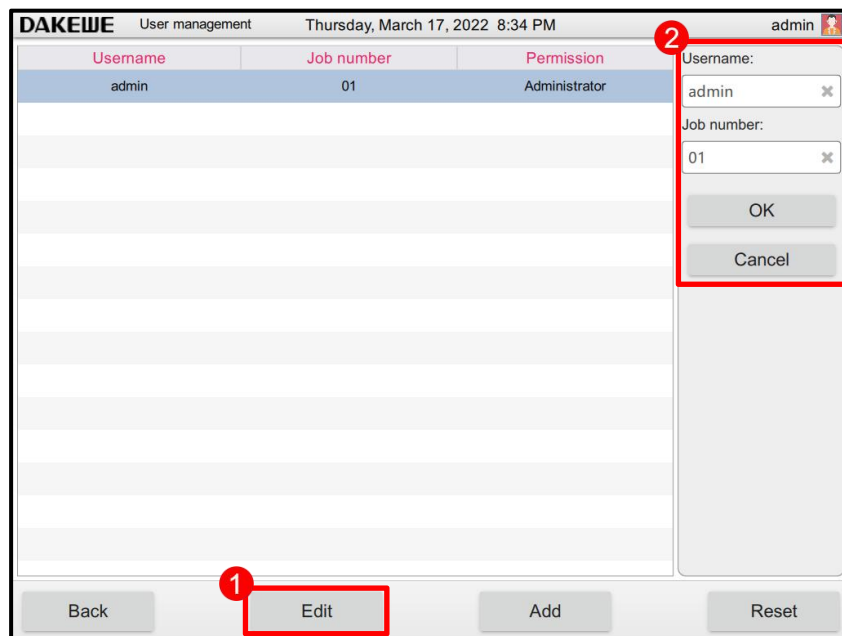 DAKEWE User management Thursday, March 17, 2022 8:34 PM admin
2
Username Job number Permission
admin 01 Administrator
Username:
admin
Job number:
01
OK
Cancel
1
Back Edit Add Reset